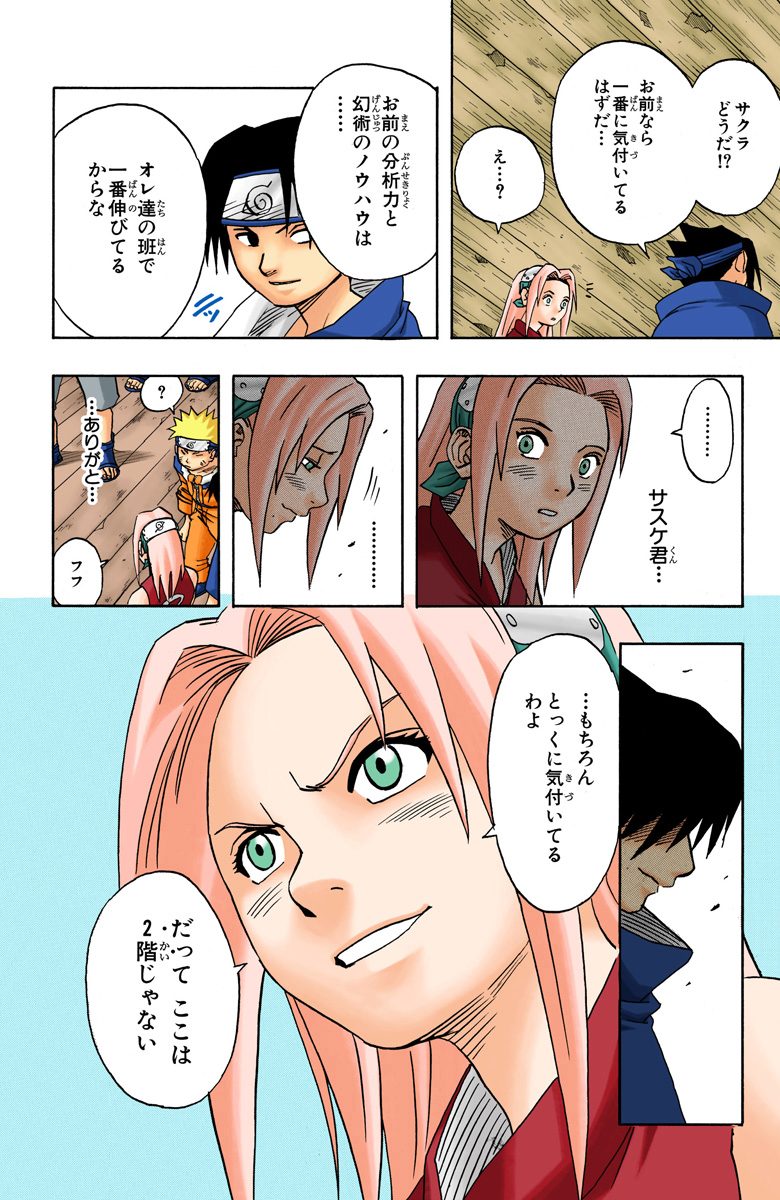 サクラ
どうだ!?
お前なら
一番に気付いてる
はずだ…
え…?
お前の分析力と
幻術のノウハウは
……
オレ達の班で
一番伸びてる
からな
ニッ
………
サスケ君…
…………
?
…ありがと…
フフ
…もちろん
とっくに気付いてる
わよ
だって ここは
2階じゃない